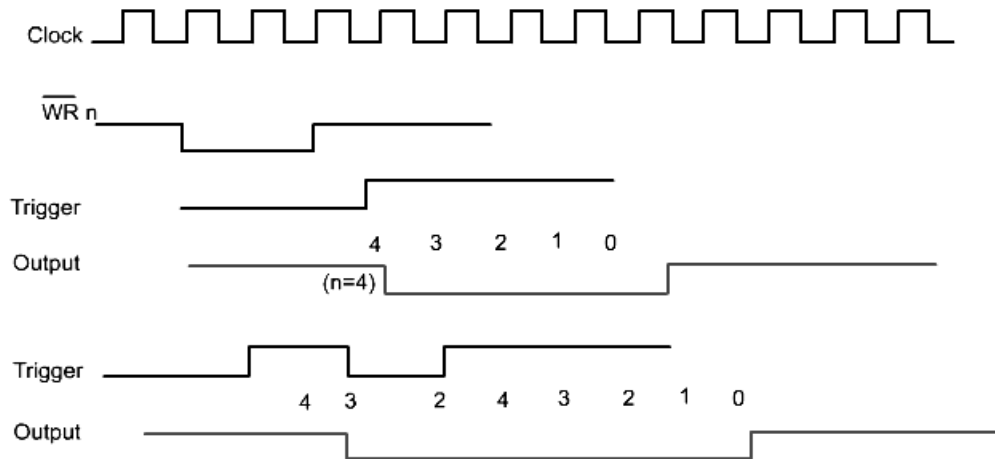 Clock
W̅R̅ n
Trigger
4 3 2 1 0
Output
(n=4)
Trigger
4 3 2 4 3 2 1 0
Output